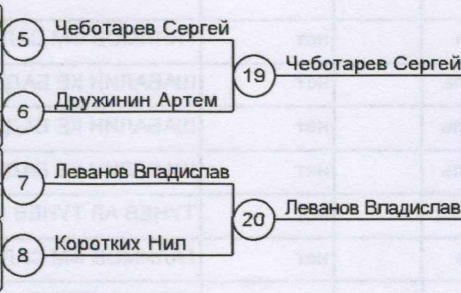 5 Чеботарев Сергей
19 Чеботарев Сергей
6 Дружинин Артем
7 Леванов Владислав
20 Леванов Владислав
8 Коротких Нил